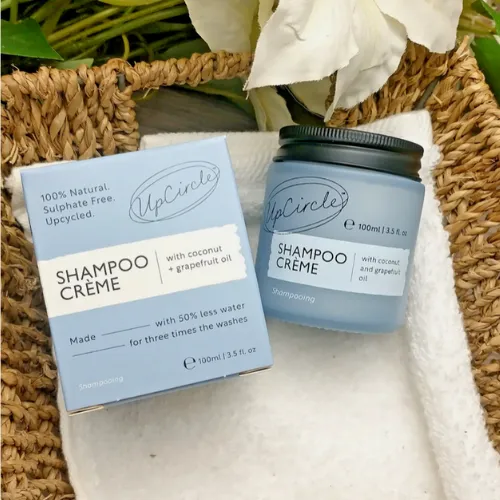 100% Natural.
Sulphate Free.
Upcycled.
UpCircle
SHAMPOO
CRÈME
with coconut
+ grapefruit oil
Made ________ with 50% less water
________ for three times the washes
℮ 100ml | 3.5 fl. oz
Shampooing
UpCircle
℮ 100ml | 3.5 fl. oz.
SHAMPOO
CRÈME
with coconut
and grapefruit
oil
Shampooing